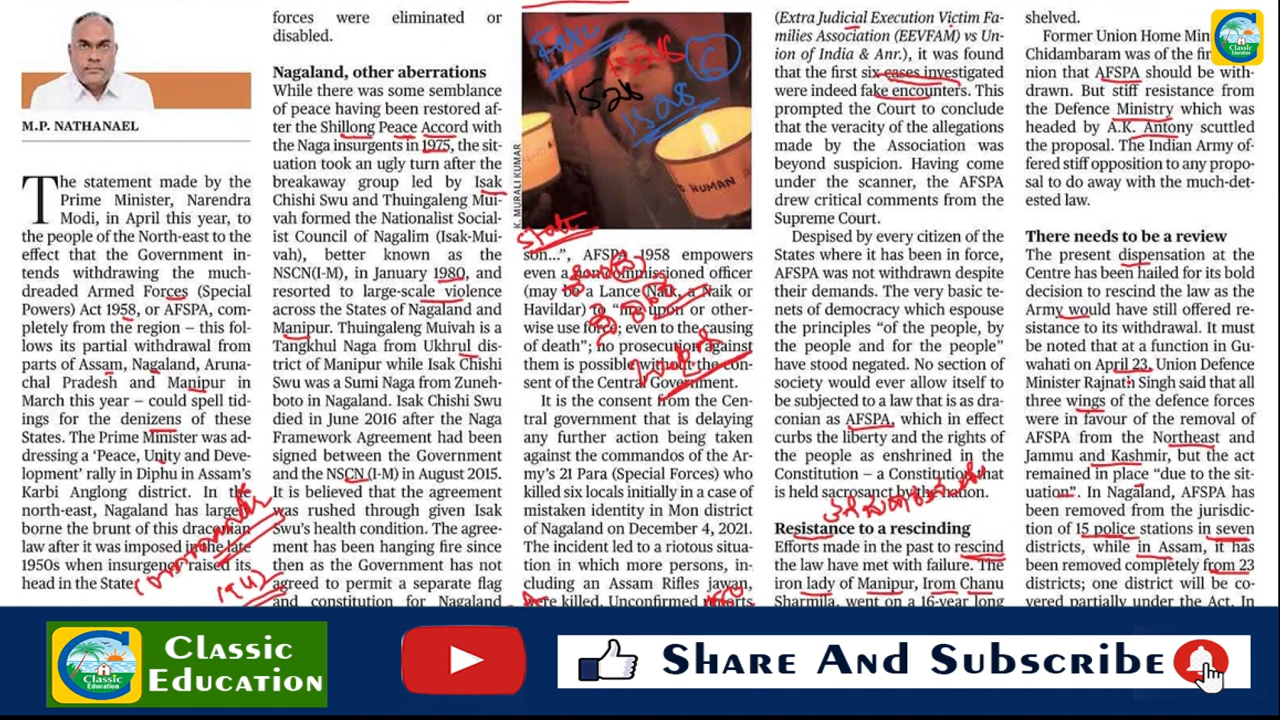 M.P. NATHANAEL
The statement made by the
Prime Minister, Narendra
Modi, in April this year, to
the people of the North-east to the
effect that the Government in-
tends withdrawing the much-
dreaded Armed Forces (Special
Powers) Act 1958, or AFSPA, com-
pletely from the region – this fol-
lows its partial withdrawal from
parts of Assam, Nagaland, Aruna-
chal Pradesh and Manipur in
March this year – could spell tid-
ings for the denizens of these
States. The Prime Minister was ad-
dressing a ‘Peace, Unity and Deve-
lopment’ rally in Diphu in Assam’s
Karbi Anglong district. In the
north-east, Nagaland has largely
borne the brunt of this draconian
law after it was imposed in the late
1950s when insurgency raised its
head in the State.
forces were eliminated or
disabled.
Nagaland, other aberrations
While there was some semblance
of peace having been restored af-
ter the Shillong Peace Accord with
the Naga insurgents in 1975, the sit-
uation took an ugly turn after the
breakaway group led by Isak
Chishi Swu and Thuingaleng Mui-
vah formed the Nationalist Social-
ist Council of Nagalim (Isak-Mui-
vah), better known as the
NSCN(I-M), in January 1980, and
resorted to large-scale violence
across the States of Nagaland and
Manipur. Thuingaleng Muivah is a
Tangkhul Naga from Ukhrul dis-
trict of Manipur while Isak Chishi
Swu was a Sumi Naga from Zuneh-
boto in Nagaland. Isak Chishi Swu
died in June 2016 after the Naga
Framework Agreement had been
signed between the Government
and the NSCN (I-M) in August 2015.
It is believed that the agreement
was rushed through given Isak
Swu’s health condition. The agree-
ment has been hanging fire since
then as the Government has not
agreed to permit a separate flag
and constitution for Nagaland
K. MURALI KUMAR
6
1528
1528
TO HUMAN
State
son...”, AFSPA 1958 empowers
even a non-commissioned officer
(may be a Lance Naik, a Naik or
Havildar) to “fire upon or other-
wise use force; even to the causing
of death”; no prosecution against
them is possible without the con-
sent of the Central Government.
It is the consent from the Cen-
tral government that is delaying
any further action being taken
against the commandos of the Ar-
my’s 21 Para (Special Forces) who
killed six locals initially in a case of
mistaken identity in Mon district
of Nagaland on December 4, 2021.
The incident led to a riotous situa-
tion in which more persons, in-
cluding an Assam Rifles jawan,
were killed. Unconfirmed reports
(Extra Judicial Execution Victim Fa-
milies Association (EEVFAM) vs Un-
ion of India & Anr.), it was found
that the first six cases investigated
were indeed fake encounters. This
prompted the Court to conclude
that the veracity of the allegations
made by the Association was
beyond suspicion. Having come
under the scanner, the AFSPA
drew critical comments from the
Supreme Court.
Despised by every citizen of the
States where it has been in force,
AFSPA was not withdrawn despite
their demands. The very basic te-
nets of democracy which espouse
the principles “of the people, by
the people and for the people”
have stood negated. No section of
society would ever allow itself to
be subjected to a law that is as dra-
conian as AFSPA, which in effect
curbs the liberty and the rights of
the people as enshrined in the
Constitution – a Constitution that
is held sacrosanct by the nation.
Resistance to a rescinding
Efforts made in the past to rescind
the law have met with failure. The
iron lady of Manipur, Irom Chanu
Sharmila, went on a 16-year long
shelved.
Former Union Home Min
Chidambaram was of the fir
nion that AFSPA should be with-
drawn. But stiff resistance from
the Defence Ministry which was
headed by A.K. Antony scuttled
the proposal. The Indian Army of-
fered stiff opposition to any propo-
sal to do away with the much-det-
ested law.
There needs to be a review
The present dispensation at the
Centre has been hailed for its bold
decision to rescind the law as the
Army would have still offered re-
sistance to its withdrawal. It must
be noted that at a function in Gu-
wahati on April 23, Union Defence
Minister Rajnath Singh said that all
three wings of the defence forces
were in favour of the removal of
AFSPA from the Northeast and
Jammu and Kashmir, but the act
remained in place “due to the sit-
uation”. In Nagaland, AFSPA has
been removed from the jurisdic-
tion of 15 police stations in seven
districts, while in Assam, it has
been removed completely from 23
districts; one district will be co-
vered partially under the Act. In
Classic Education
Classic
Education
CLASSIC
EDUCATION
SHARE AND SUBSCRIBE